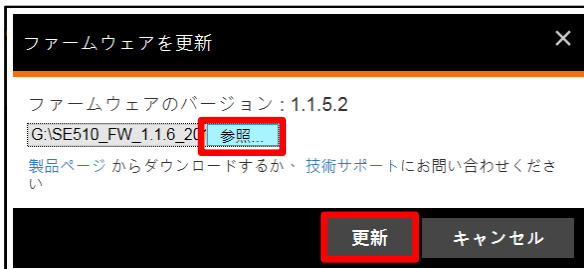 ファームウェアを更新
ファームウェアのバージョン : 1.1.5.2
G:\SE510_FW_1.1.6_20 参照...
製品ページ からダウンロードするか、 技術サポートにお問い合わせくださ
い
更新 キャンセル